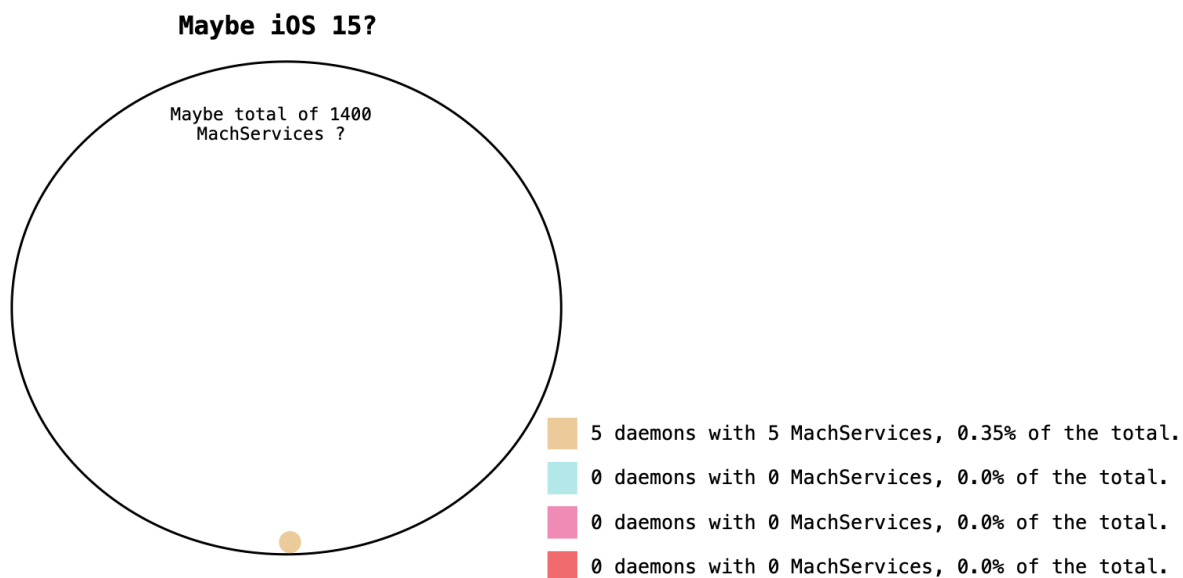 Maybe iOS 15?
Maybe total of 1400
MachServices ?
5 daemons with 5 MachServices, 0.35% of the total.
0 daemons with 0 MachServices, 0.0% of the total.
0 daemons with 0 MachServices, 0.0% of the total.
0 daemons with 0 MachServices, 0.0% of the total.